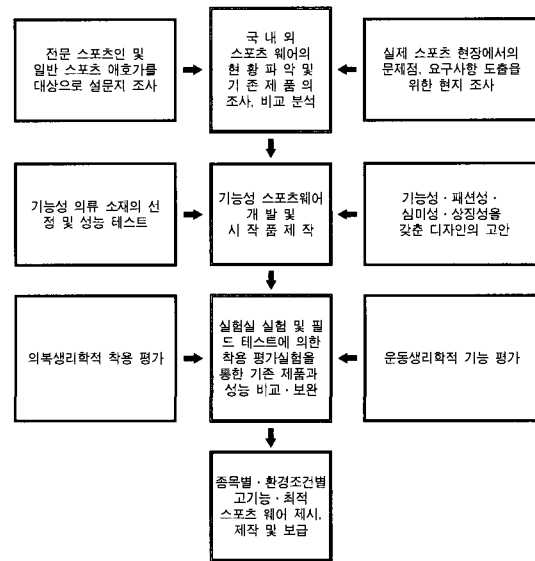 전문 스포츠인 및
일반 스포츠 애호가를
대상으로 설문지 조사
국 내 외
스포츠 웨어의
현 황 파 악 및
기 존 제 품 의
조사, 비교 분석
실제 스포츠 현장에서의
문제점, 요구사항 도출을
위한 현지 조사
기능성 의류 소재의 선
정 및 성능 테스트
기능성 스포츠웨어
개 발 및
시 작 품 제 작
기능성 · 패션성 ·
심미성 · 상징성을
갖춘 디자인의 고안
의복생리학적 착용 평가
실험실 실험 및 필
드 테스트에 의한
착용 평가실험을
통한 기존 제품과
성능 비교 · 보완
운동생리학적 기능 평가
종목별 · 환경조건별
고기능 · 최적
스포츠 웨어 제시,
제작 및 보급